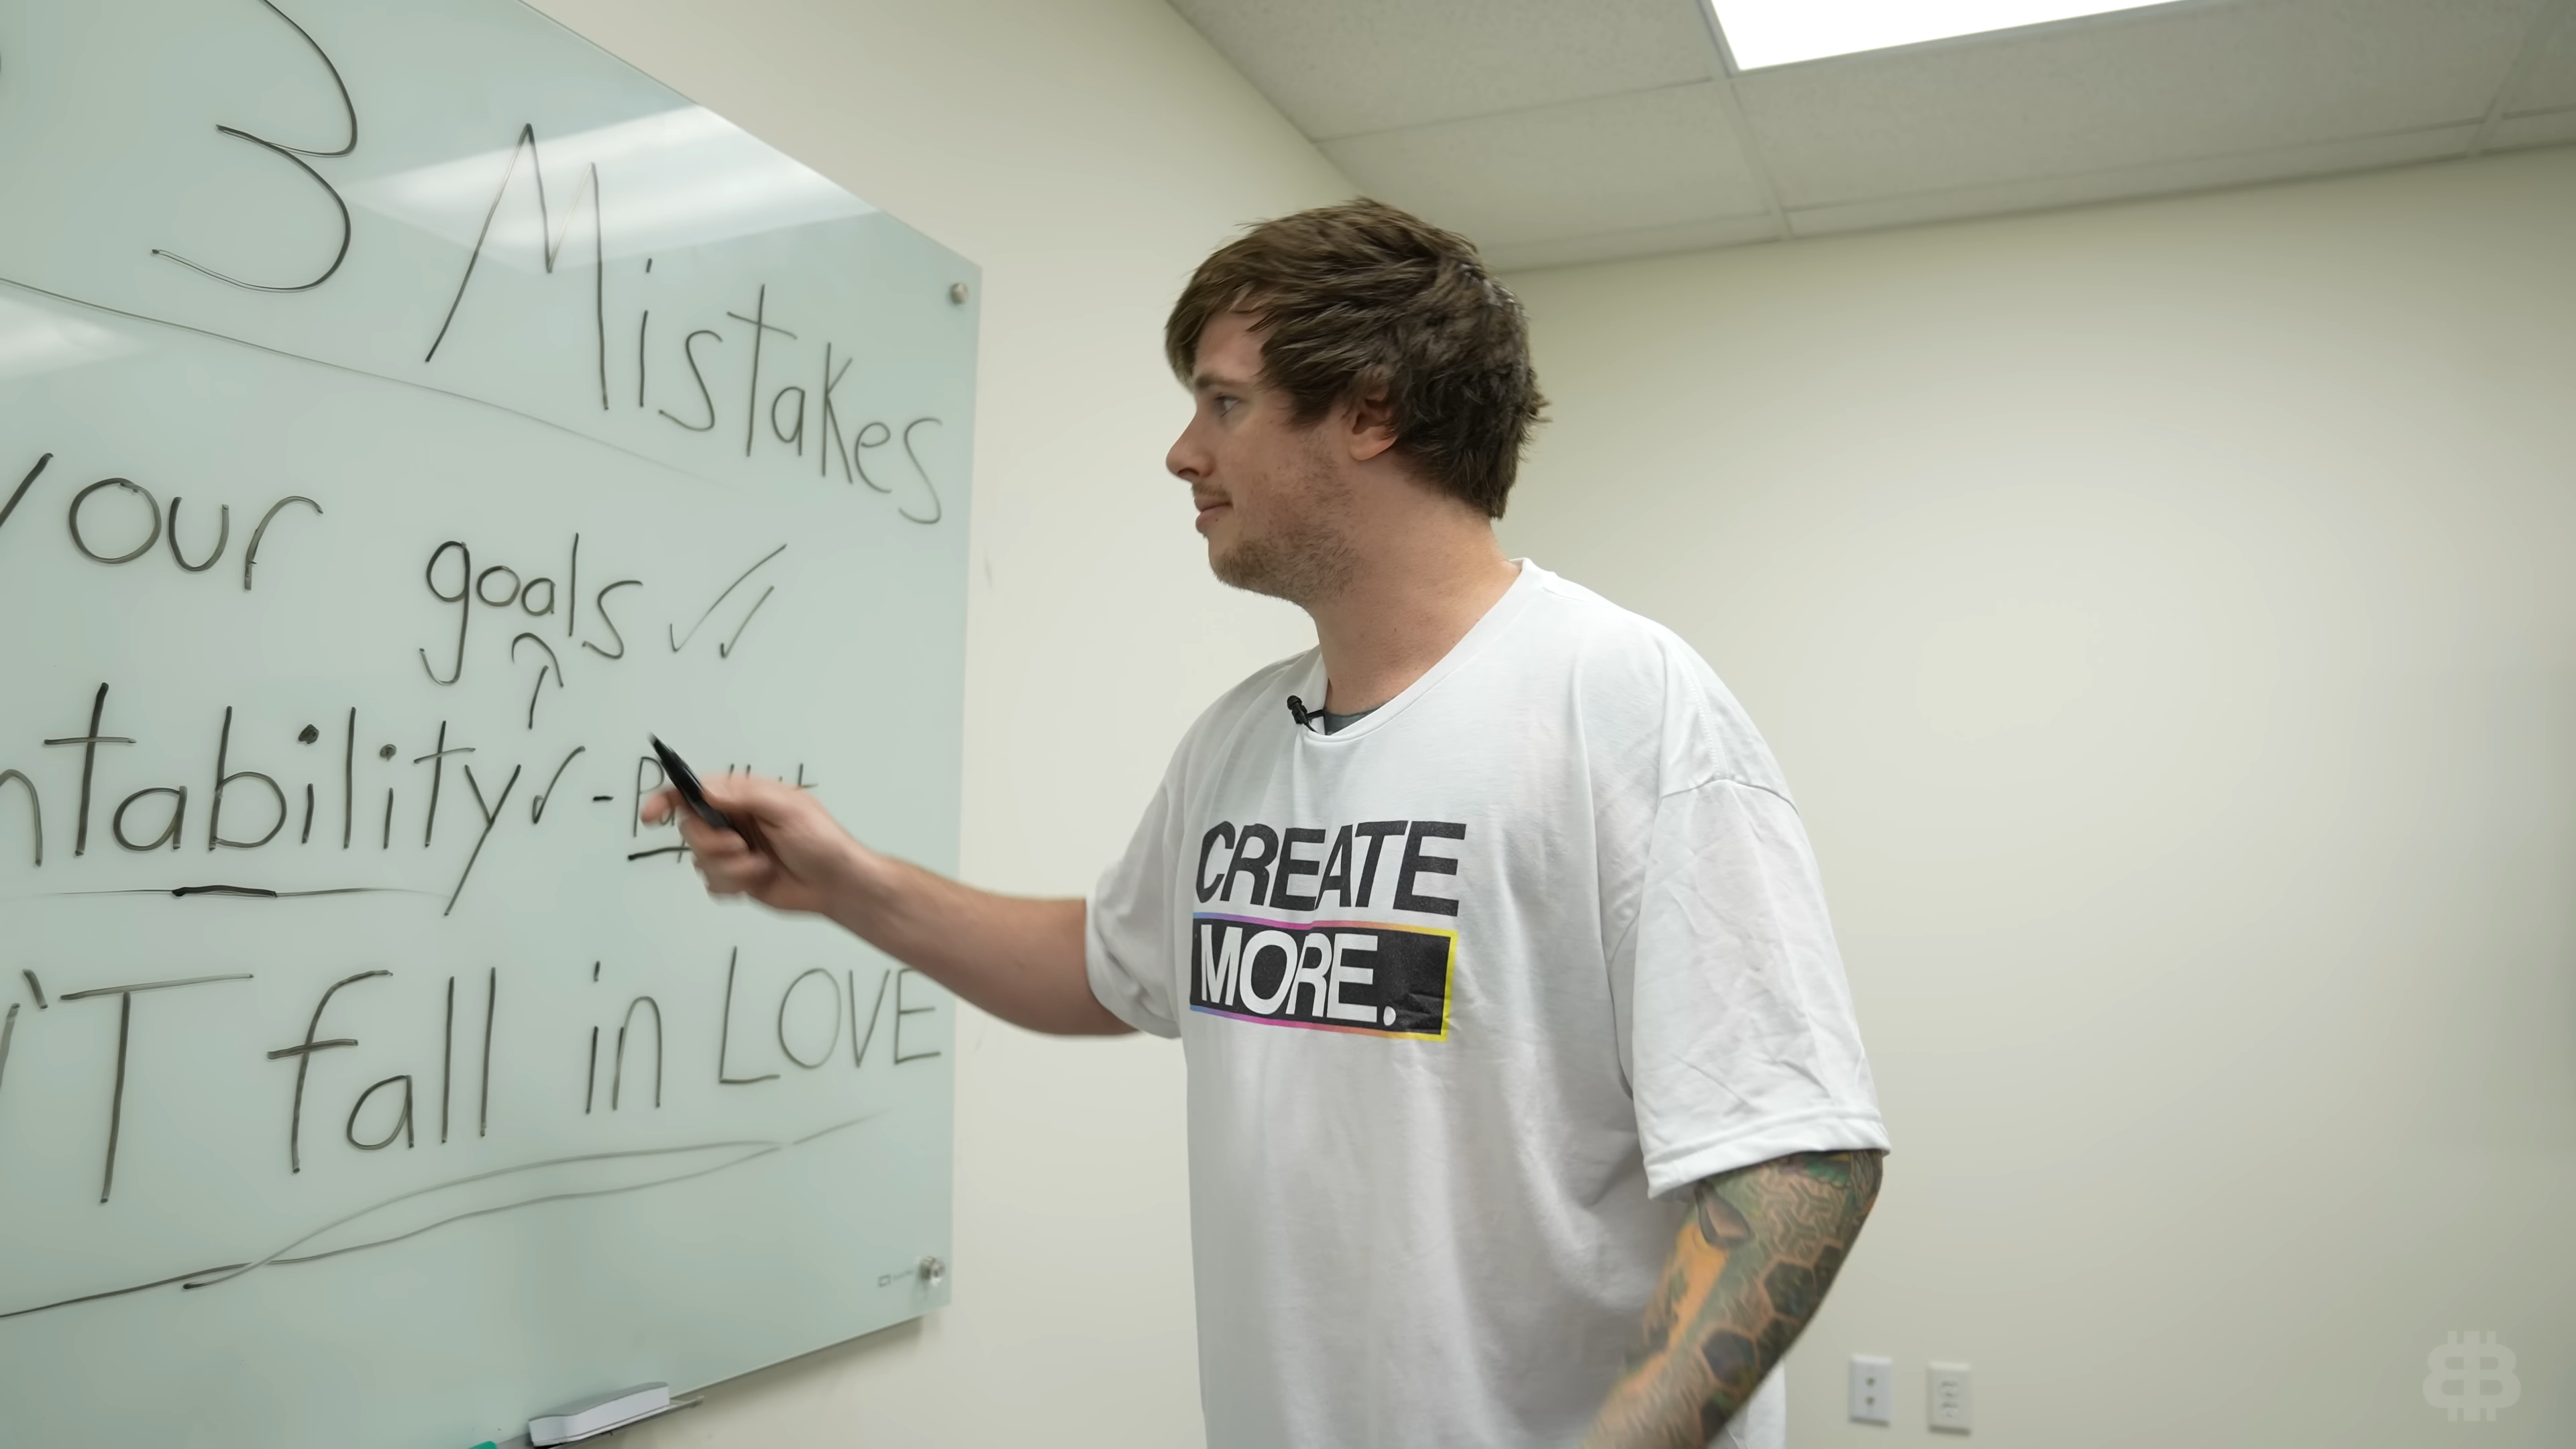 3 Mistakes
your goals ✓✓
ntability ✓ -
'T fall in LOVE
CREATE
MORE.